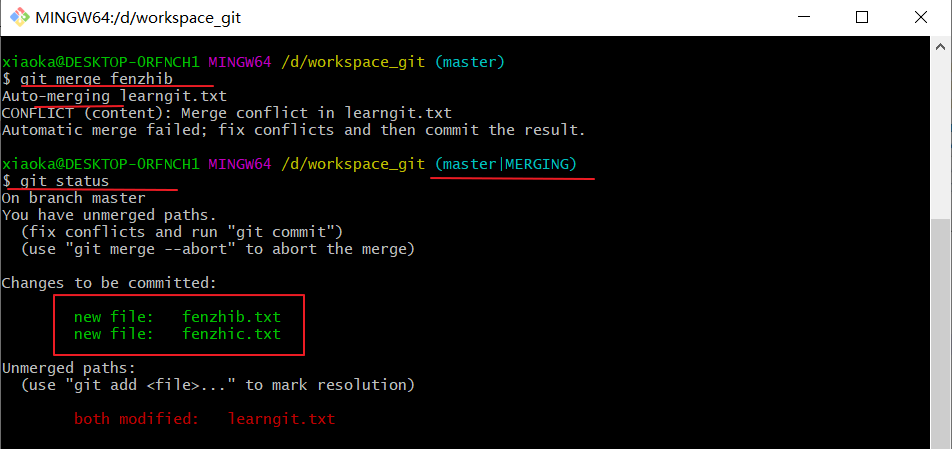 MINGW64:/d/workspace_git
xiaoka@DESKTOP-ORFNCH1 MINGW64 /d/workspace_git (master)
$ git merge fenzhib
Auto-merging learngit.txt
CONFLICT (content): Merge conflict in learngit.txt
Automatic merge failed; fix conflicts and then commit the result.
xiaoka@DESKTOP-ORFNCH1 MINGW64 /d/workspace_git (master|MERGING)
$ git status
On branch master
You have unmerged paths.
(fix conflicts and run "git commit")
(use "git merge --abort" to abort the merge)
Changes to be committed:
new file: fenzhib.txt
new file: fenzhic.txt
Unmerged paths:
(use "git add <file>..." to mark resolution)
both modified: learngit.txt